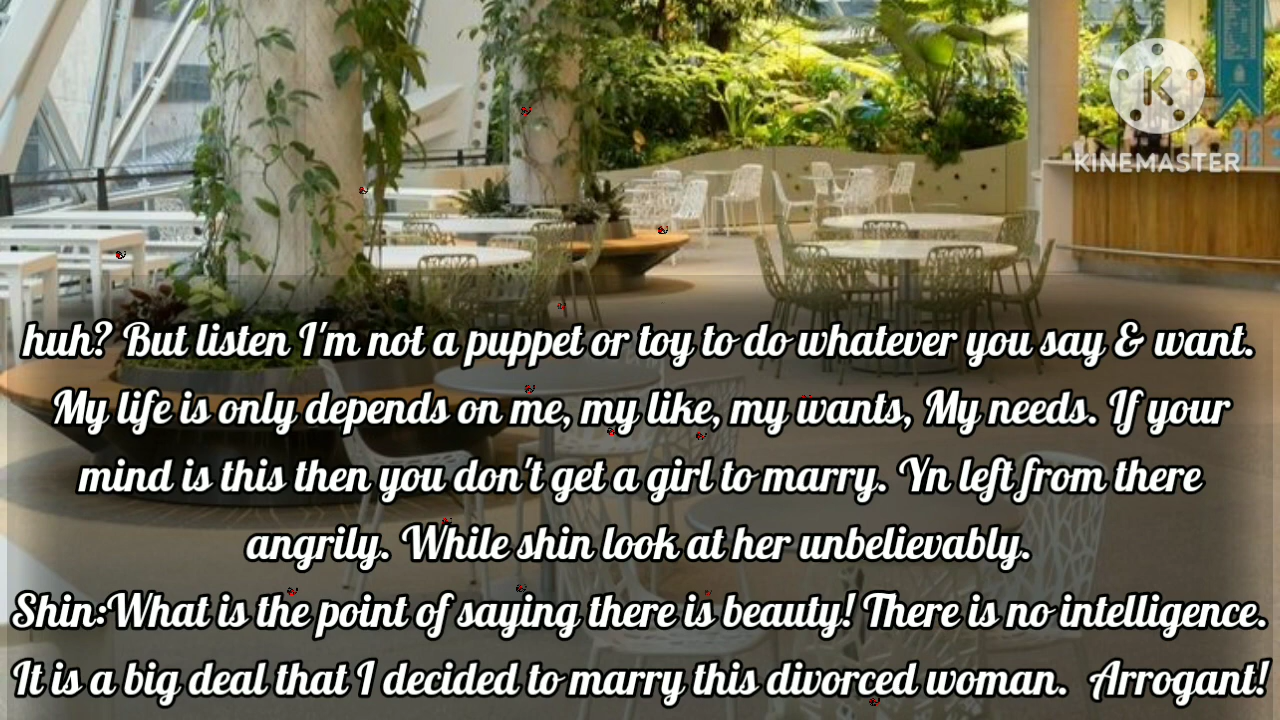 KINEMASTER
huh? But listen I'm not a puppet or toy to do whatever you say & want.
My life is only depends on me, my like, my wants, My needs. If your
mind is this then you don't get a girl to marry. Yn left from there
angrily. While shin look at her unbelievably.
Shin:What is the point of saying there is beauty! There is no intelligence.
It is a big deal that I decided to marry this divorced woman. Arrogant!